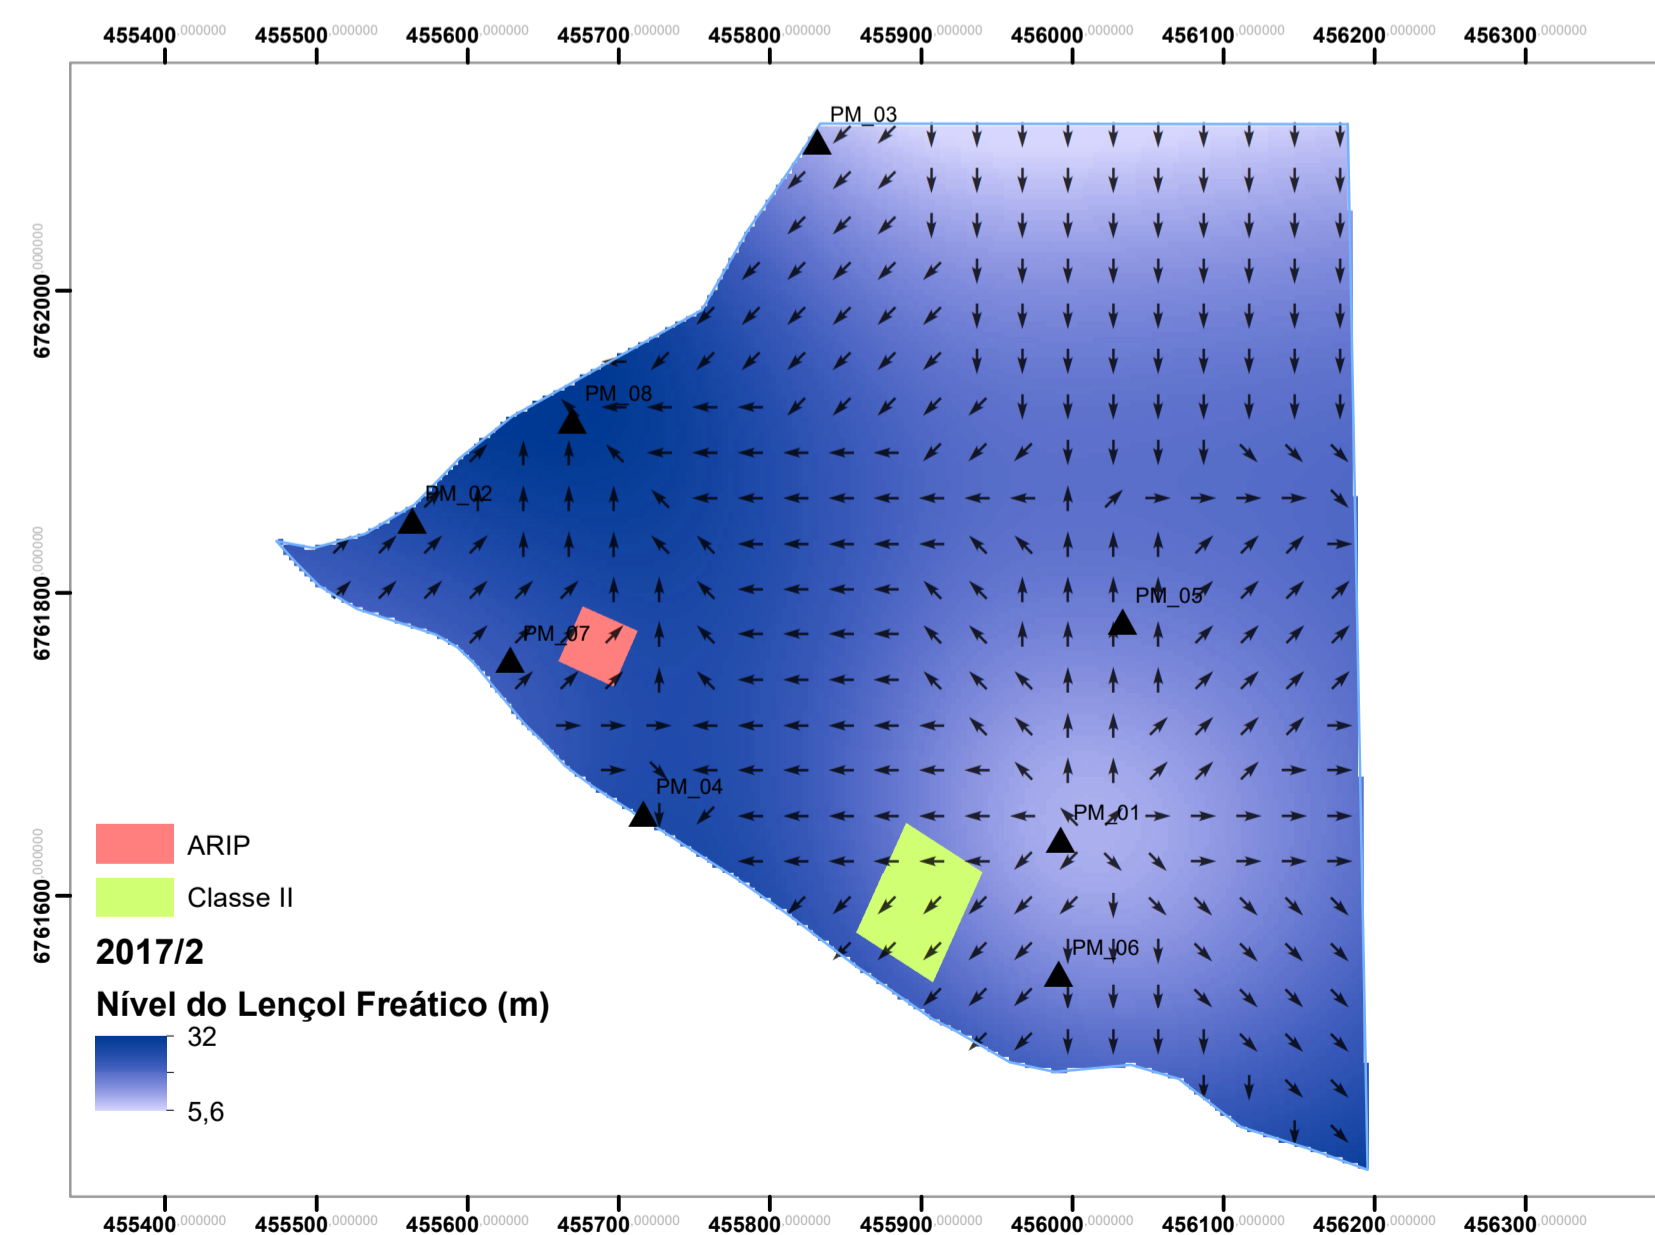 455400,000000 455500,000000 455600,000000 455700,000000 455800,000000 455900,000000 456000,000000 456100,000000 456200,000000 456300,000000
PM_03
6762000,000000
PM_08
PM_02
6761800,000000
PM_05
PM_07
PM_04
PM_01
ARIP
6761600,000000
Classe II
2017/2
PM_06
Nível do Lençol Freático (m)
32
5,6
455400,000000 455500,000000 455600,000000 455700,000000 455800,000000 455900,000000 456000,000000 456100,000000 456200,000000 456300,000000